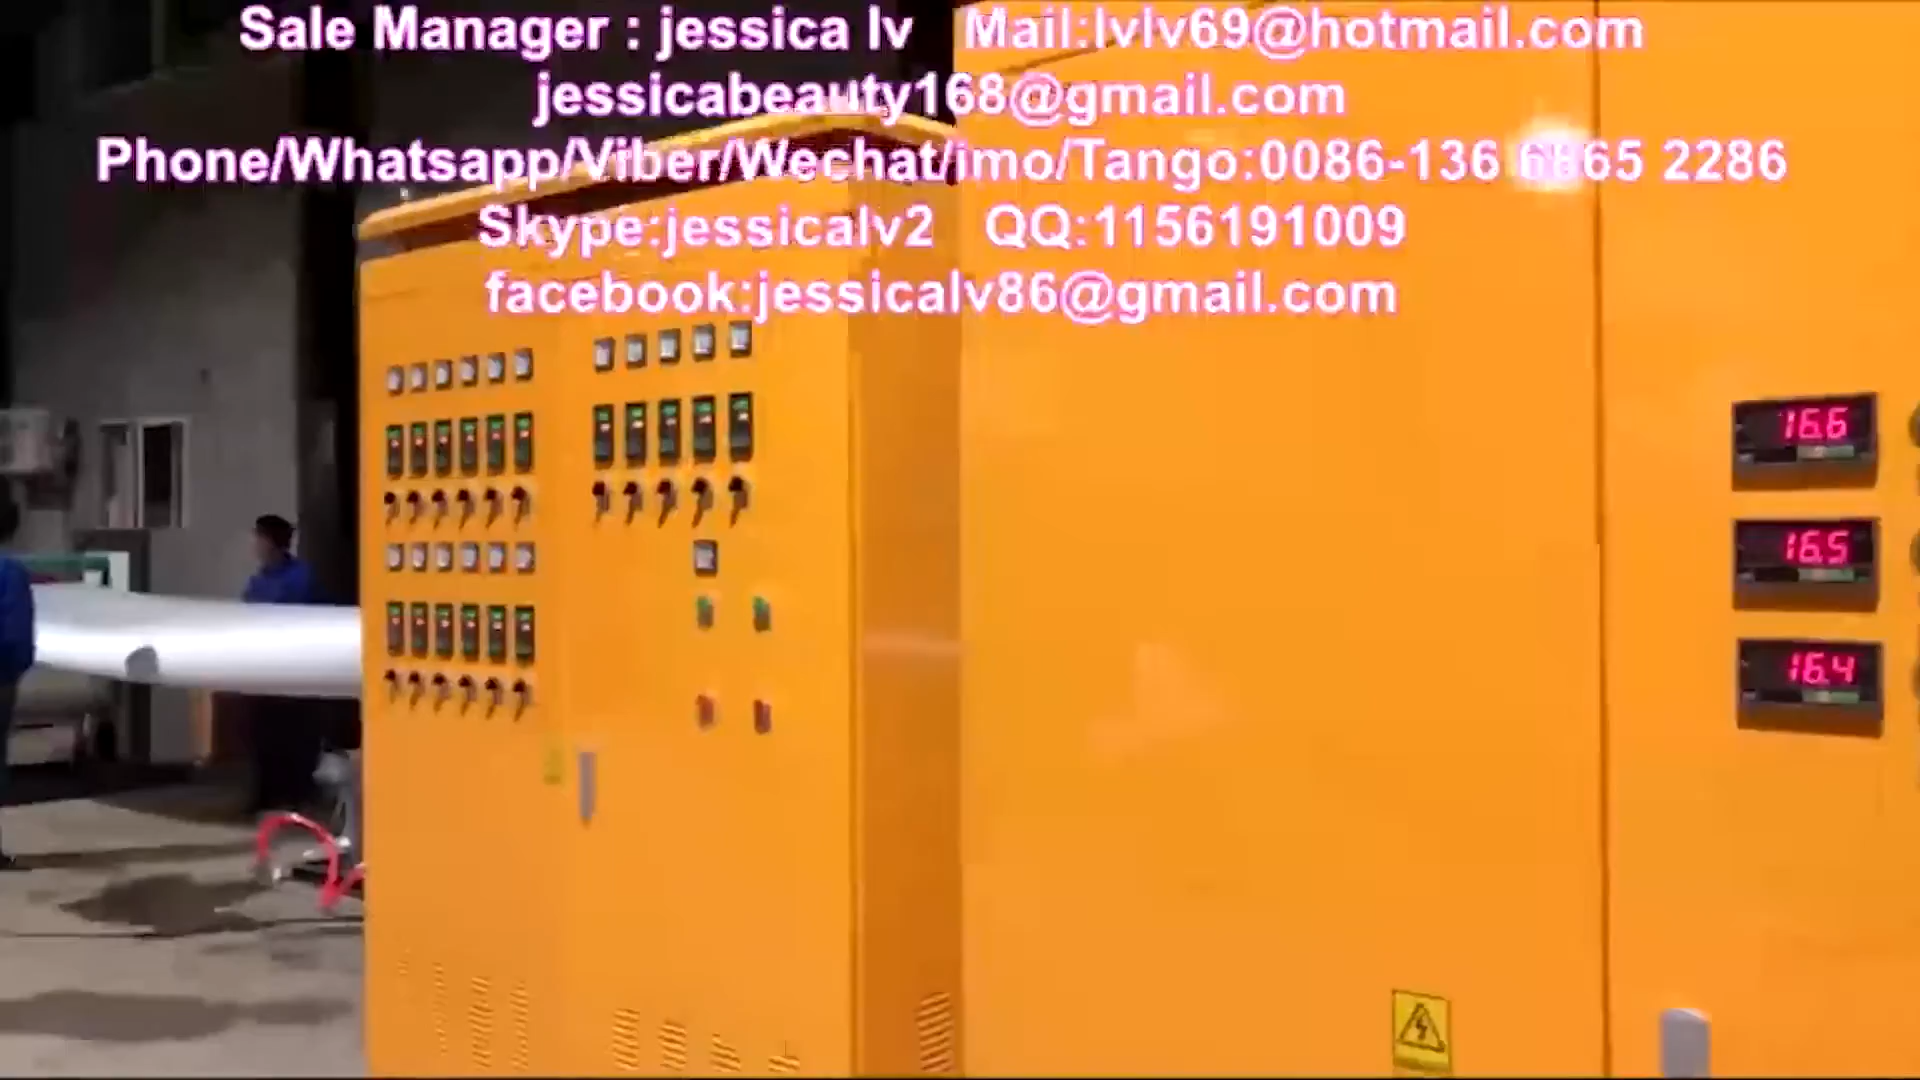 Sale Manager : jessica lv Mail:lvlv69@hotmail.com
jessicabeauty168@gmail.com
Phone/Whatsapp/Viber/Wechat/imo/Tango:0086-136 6865 2286
Skype:jessicalv2 QQ:1156191009
facebook:jessicalv86@gmail.com
16.6
16.5
16.4